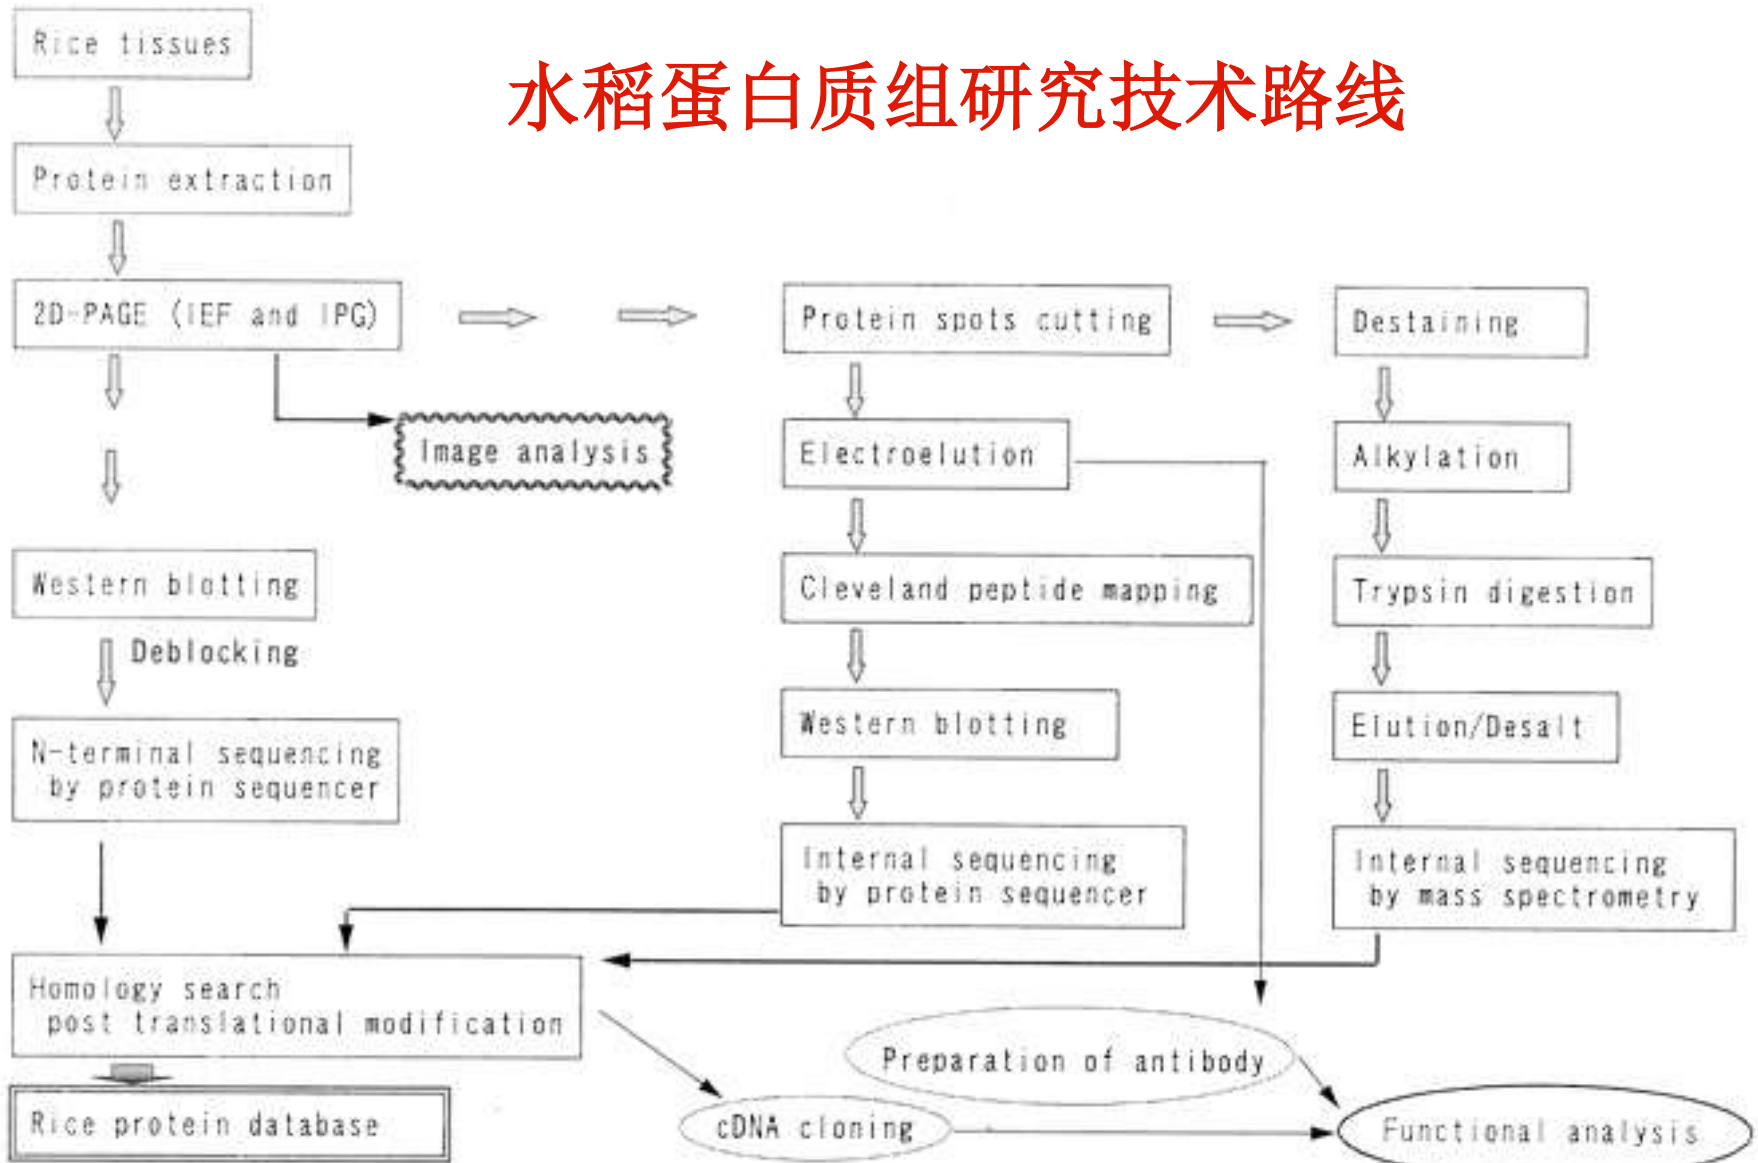 水稻蛋白质组研究技术路线
Rice tissues
Protein extraction
2D-PAGE (IEF and IPG)
Image analysis
Western blotting
Deblocking
N-terminal sequencing
by protein sequencer
Protein spots cutting
Electroelution
Cleveland peptide mapping
Western blotting
Internal sequencing
by protein sequencer
Destaining
Alkylation
Trypsin digestion
Elution/Desalt
Internal sequencing
by mass spectrometry
Homology search
post translational modification
Rice protein database
Preparation of antibody
cDNA cloning
Functional analysis